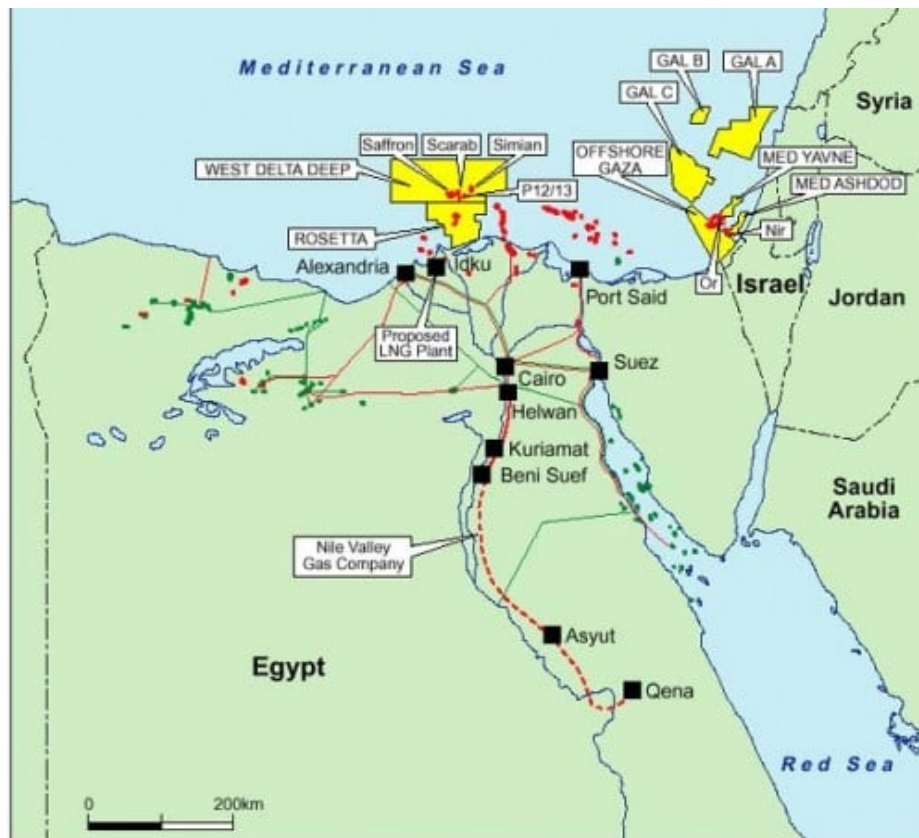 Mediterranean Sea
GAL B
GAL A
GAL C
Syria
Saffron
Scarab
Simian
OFFSHORE
GAZA
MED YAVNE
WEST DELTA DEEP
MED ASHDOD
P12/13
Nir
ROSETTA
Alexandria
Idku
Or
Israel
Jordan
Port Said
Proposed
LNG Plant
Cairo
Suez
Helwan
Kuriamat
Beni Suef
Saudi
Arabia
Nile Valley
Gas Company
Asyut
Egypt
Qena
Red Sea
0
200km